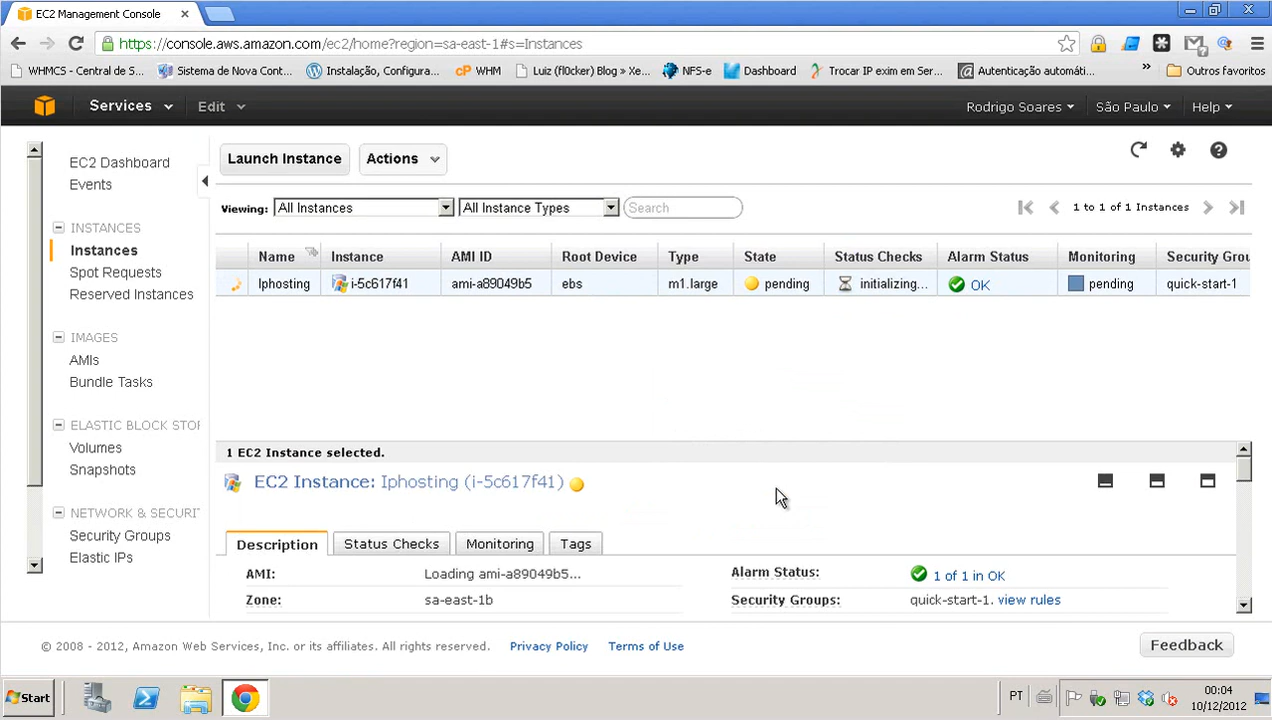 EC2 Management Console
https://console.aws.amazon.com/ec2/home?region=sa-east-1#s=Instances
WHMCS - Central de S... Sistema de Nova Cont... Instalação, Configura... cP WHM Luiz (fl0cker) Blog » Xe... NFS-e Dashboard Trocar IP exim em Ser... Autenticação automáti... » Outros favoritos
Services Edit Rodrigo Soares São Paulo Help
EC2 Dashboard
Events
INSTANCES
Instances
Spot Requests
Reserved Instances
IMAGES
AMIs
Bundle Tasks
ELASTIC BLOCK STOR
Volumes
Snapshots
NETWORK & SECURIT
Security Groups
Elastic IPs
Launch Instance Actions
Viewing: All Instances All Instance Types Search 1 to 1 of 1 Instances
Name Instance AMI ID Root Device Type State Status Checks Alarm Status Monitoring Security Grou
Iphosting i-5c617f41 ami-a89049b5 ebs m1.large pending initializing... OK pending quick-start-1
1 EC2 Instance selected.
EC2 Instance: Iphosting (i-5c617f41)
Description Status Checks Monitoring Tags
AMI: Loading ami-a89049b5... Alarm Status: 1 of 1 in OK
Zone: sa-east-1b Security Groups: quick-start-1. view rules
© 2008 - 2012, Amazon Web Services, Inc. or its affiliates. All rights reserved. Privacy Policy Terms of Use Feedback
Start PT 00:04
10/12/2012